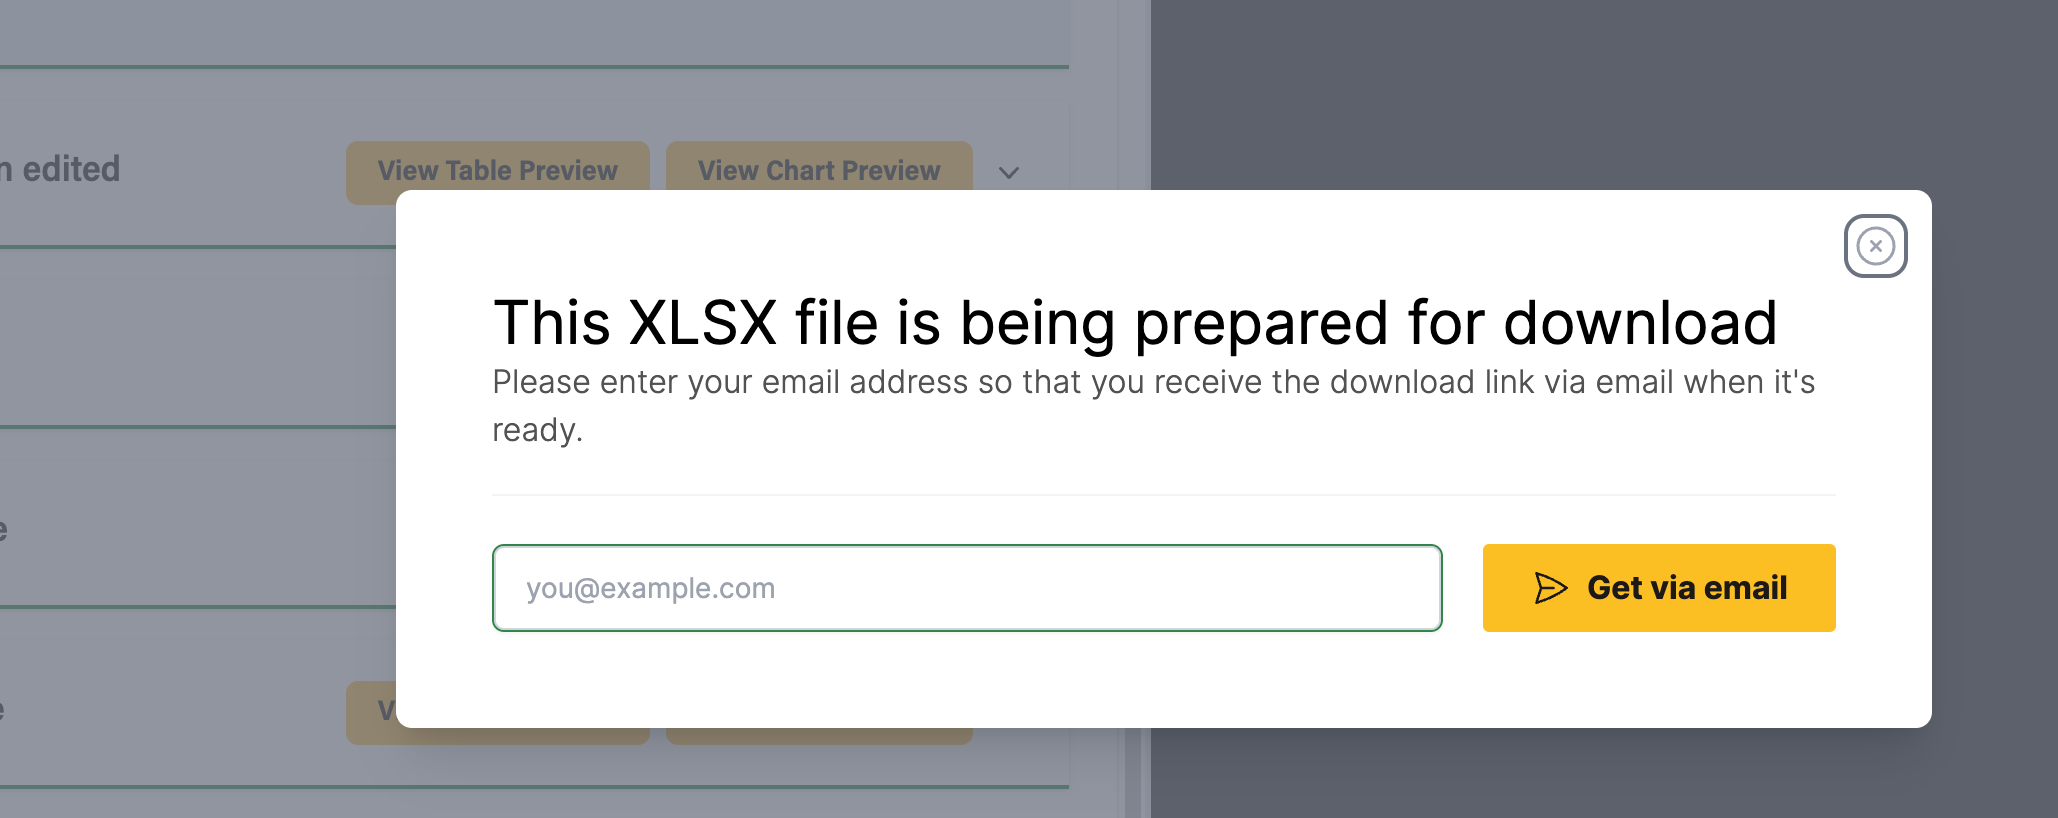 n edited
View Table Preview
View Chart Preview
This XLSX file is being prepared for download
Please enter your email address so that you receive the download link via email when it's
ready.
you@example.com
Get via email
e
e
V